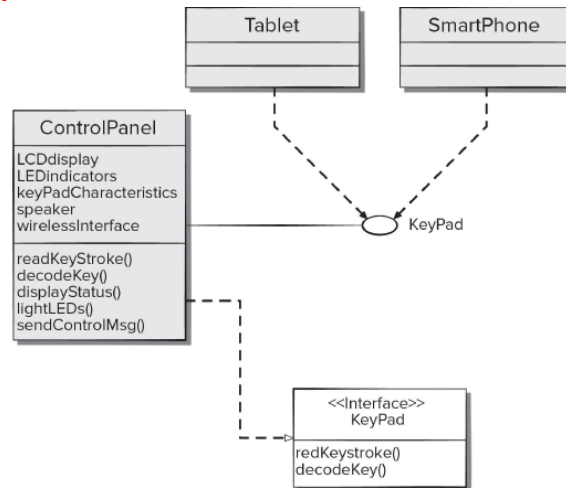 Tablet
SmartPhone
ControlPanel
LCDdisplay
LEDindicators
keyPadCharacteristics
speaker
wirelessInterface
readKeyStroke()
decodeKey()
displayStatus()
lightLEDs()
sendControlMsg()
KeyPad
<<Interface>>
KeyPad
redKeystroke()
decodeKey()